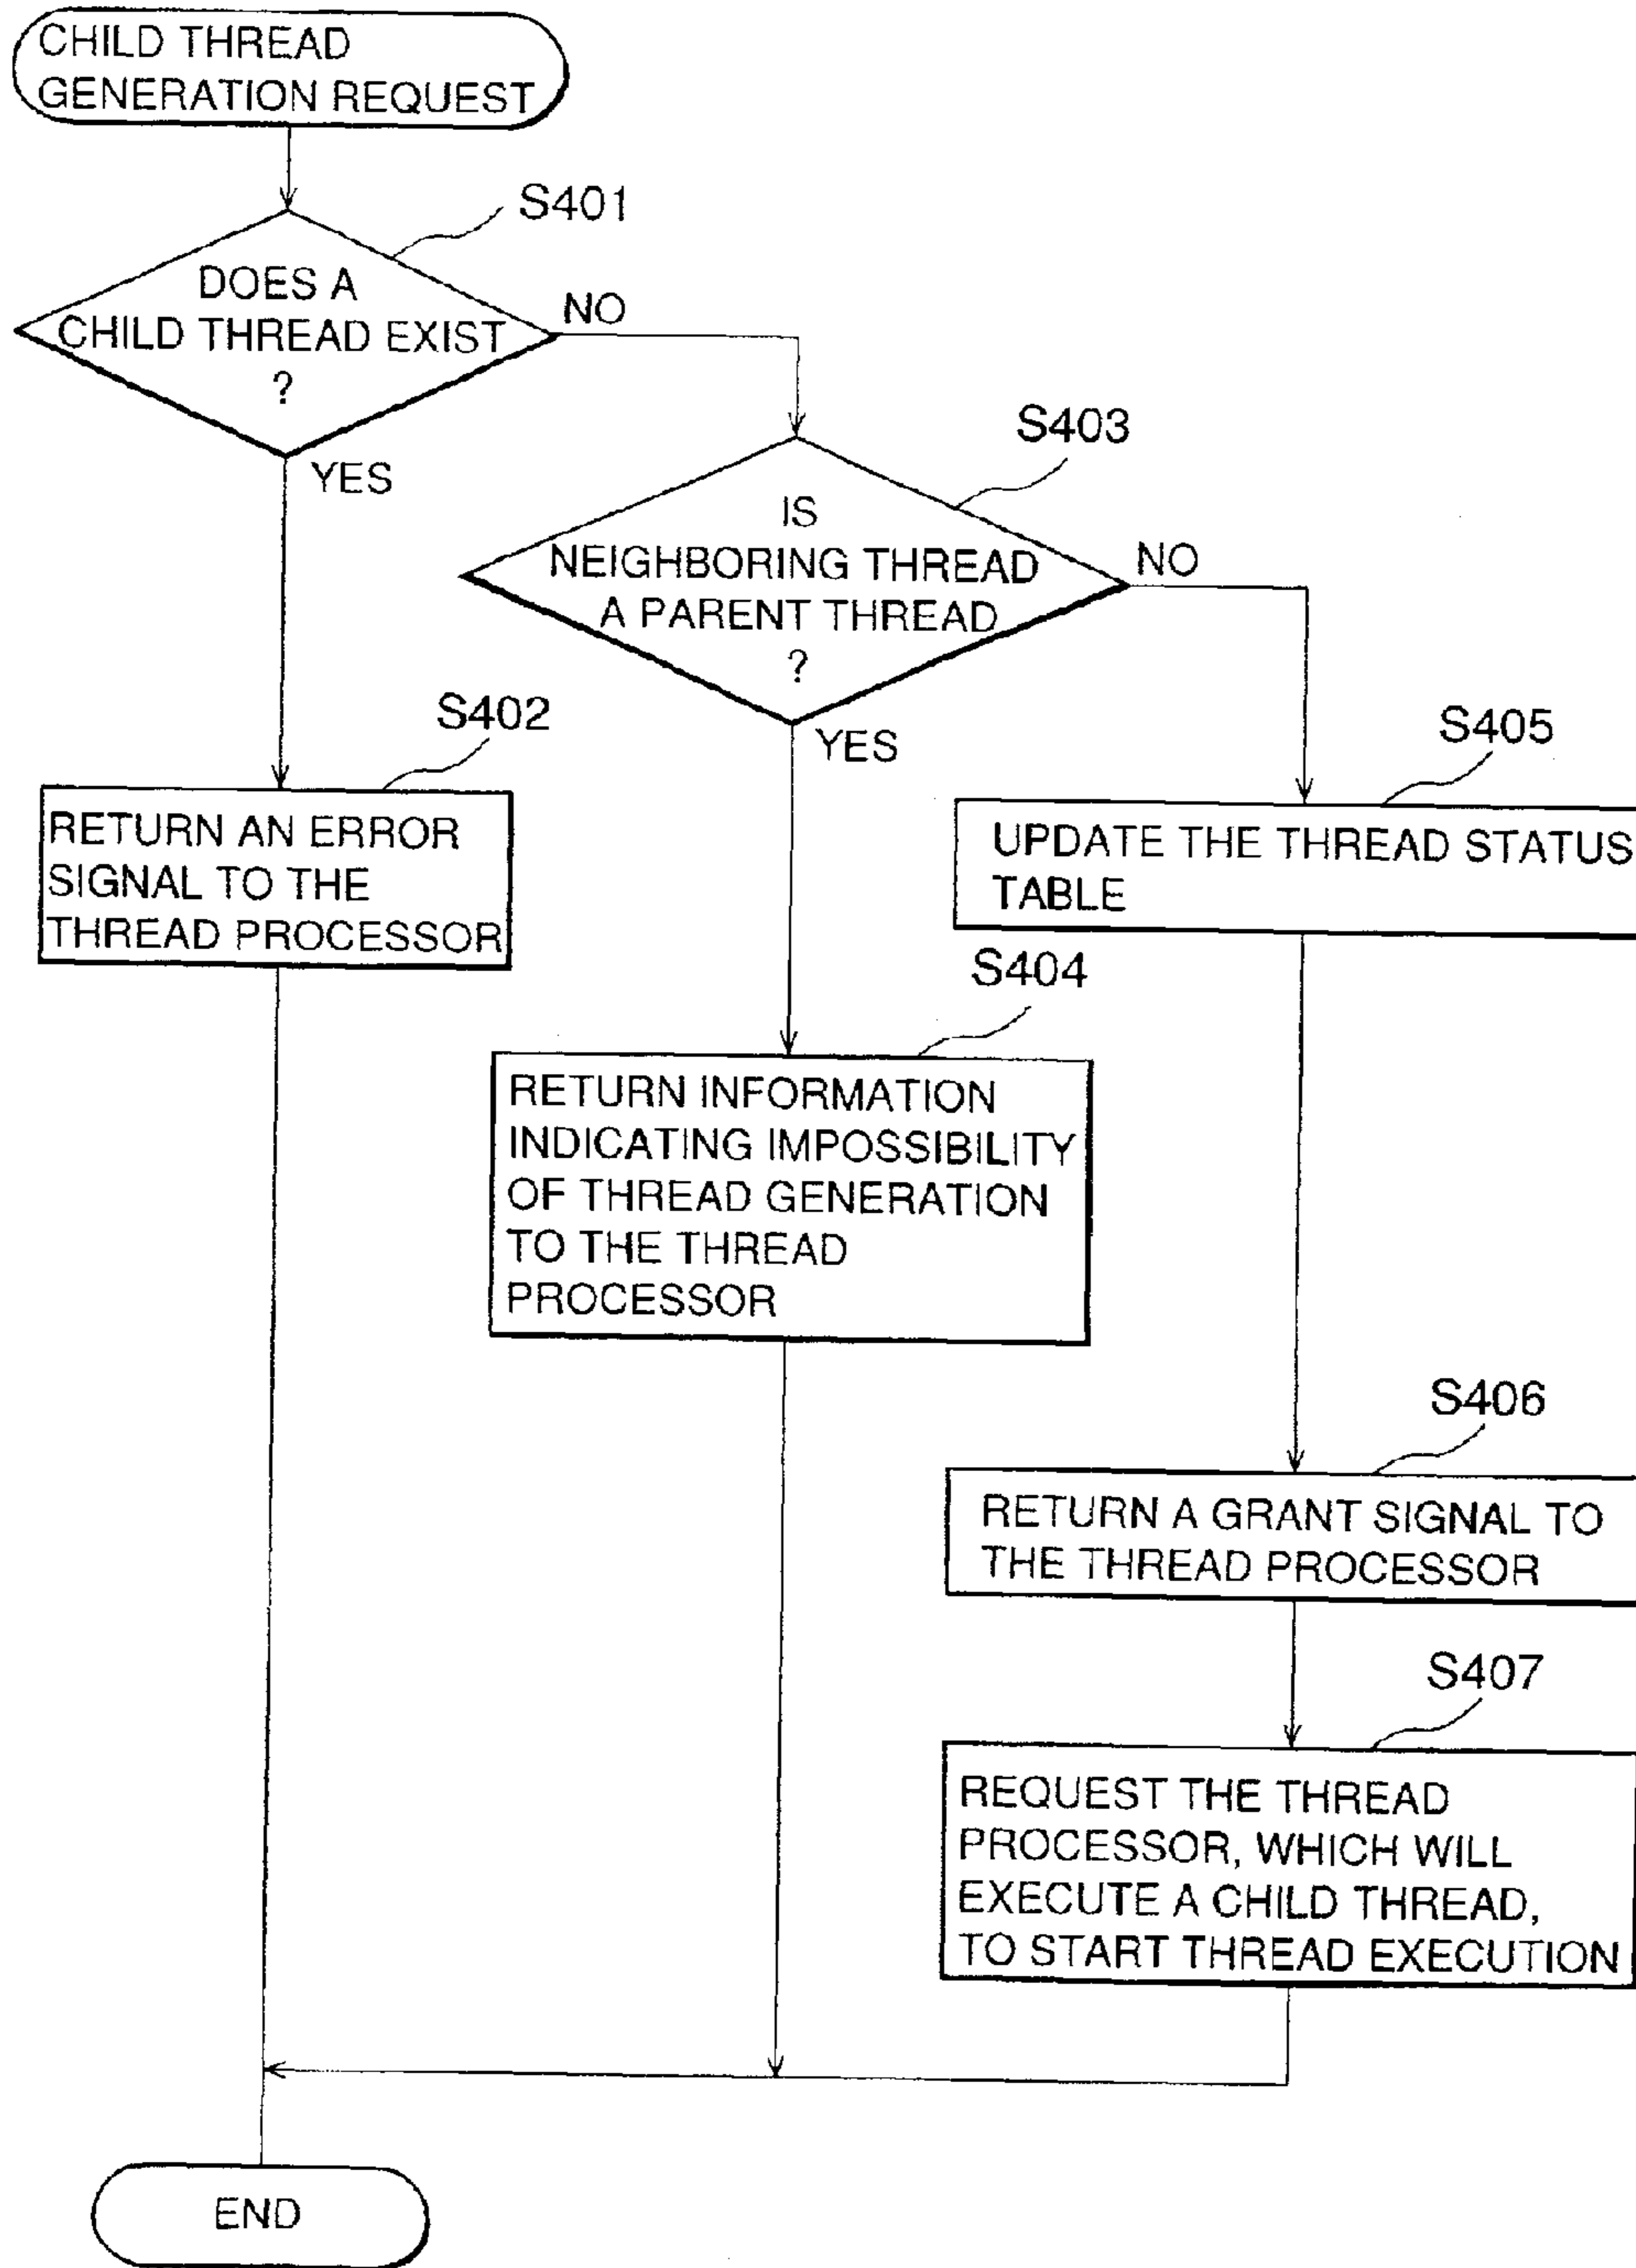 CHILD THREAD
GENERATION REQUEST
S401
DOES A
CHILD THREAD EXIST
?
NO
YES
S403
IS
NEIGHBORING THREAD
A PARENT THREAD
?
NO
YES
S402
RETURN AN ERROR
SIGNAL TO THE
THREAD PROCESSOR
S405
UPDATE THE THREAD STATUS
TABLE
S404
RETURN INFORMATION
INDICATING IMPOSSIBILITY
OF THREAD GENERATION
TO THE THREAD
PROCESSOR
S406
RETURN A GRANT SIGNAL TO
THE THREAD PROCESSOR
S407
REQUEST THE THREAD
PROCESSOR, WHICH WILL
EXECUTE A CHILD THREAD,
TO START THREAD EXECUTION
END